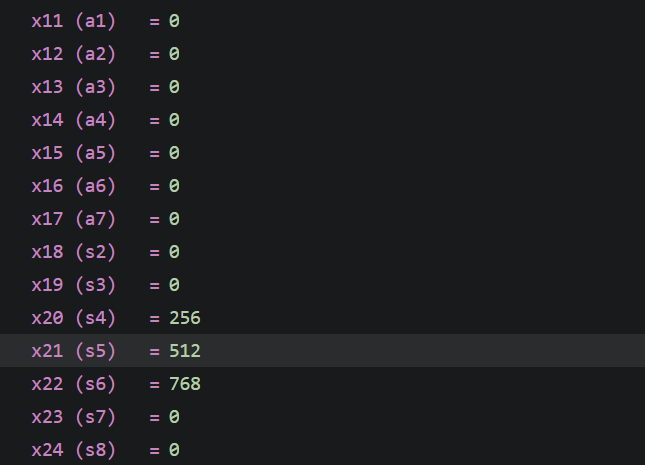 x11 (a1)   = 0
x12 (a2)   = 0
x13 (a3)   = 0
x14 (a4)   = 0
x15 (a5)   = 0
x16 (a6)   = 0
x17 (a7)   = 0
x18 (s2)   = 0
x19 (s3)   = 0
x20 (s4)   = 256
x21 (s5)   = 512
x22 (s6)   = 768
x23 (s7)   = 0
x24 (s8)   = 0